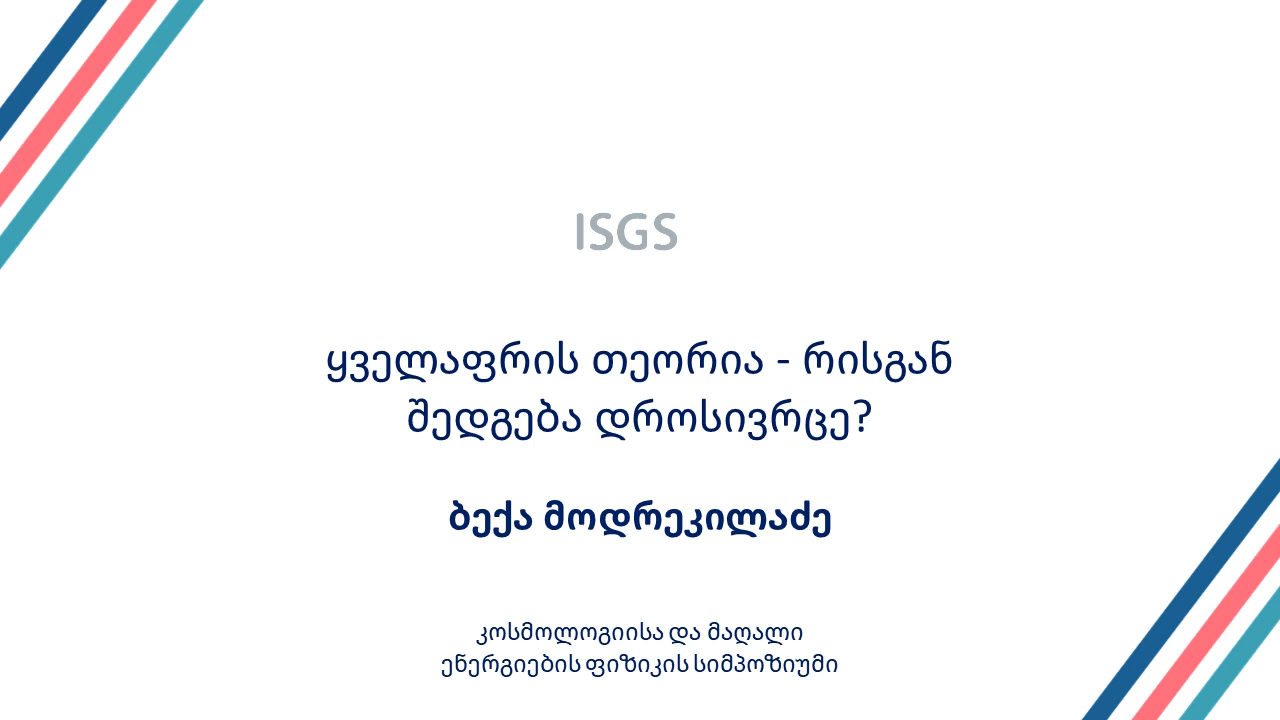 ISGS
ყველაფრის თეორია - რისგან
შედგება დროსივრცე?
ბექა მოდრეკილაძე
კოსმოლოგიისა და მაღალი
ენერგიების ფიზიკის სიმპოზიუმი